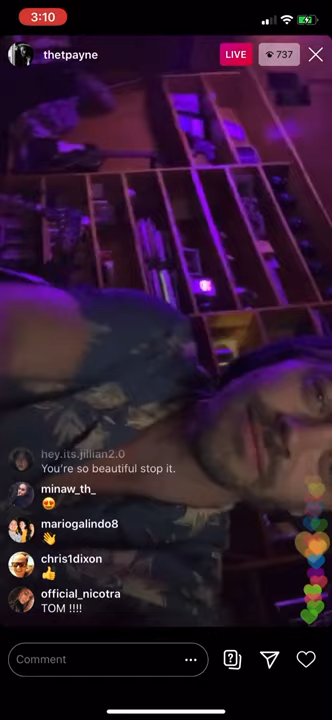 3:10
thetpayne
LIVE
737
hey.its.jillian2.0
You're so beautiful stop it.
minaw_th_
😍
mariogalindo8
👋
chris1dixon
👍
official_nicotra
TOM !!!!
Comment